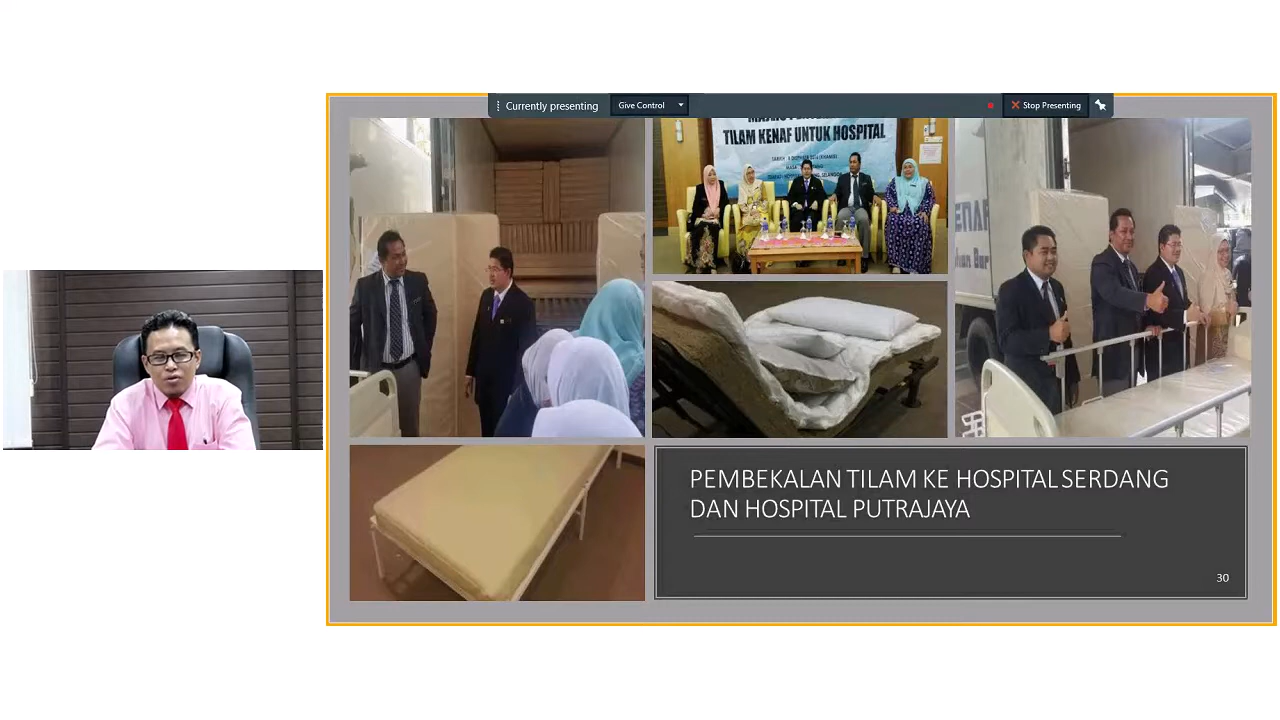 Currently presenting
Give Control
Stop Presenting
TILAM KENAF UNTUK HOSPITAL
PEMBEKALAN TILAM KE HOSPITAL SERDANG
DAN HOSPITAL PUTRAJAYA
30